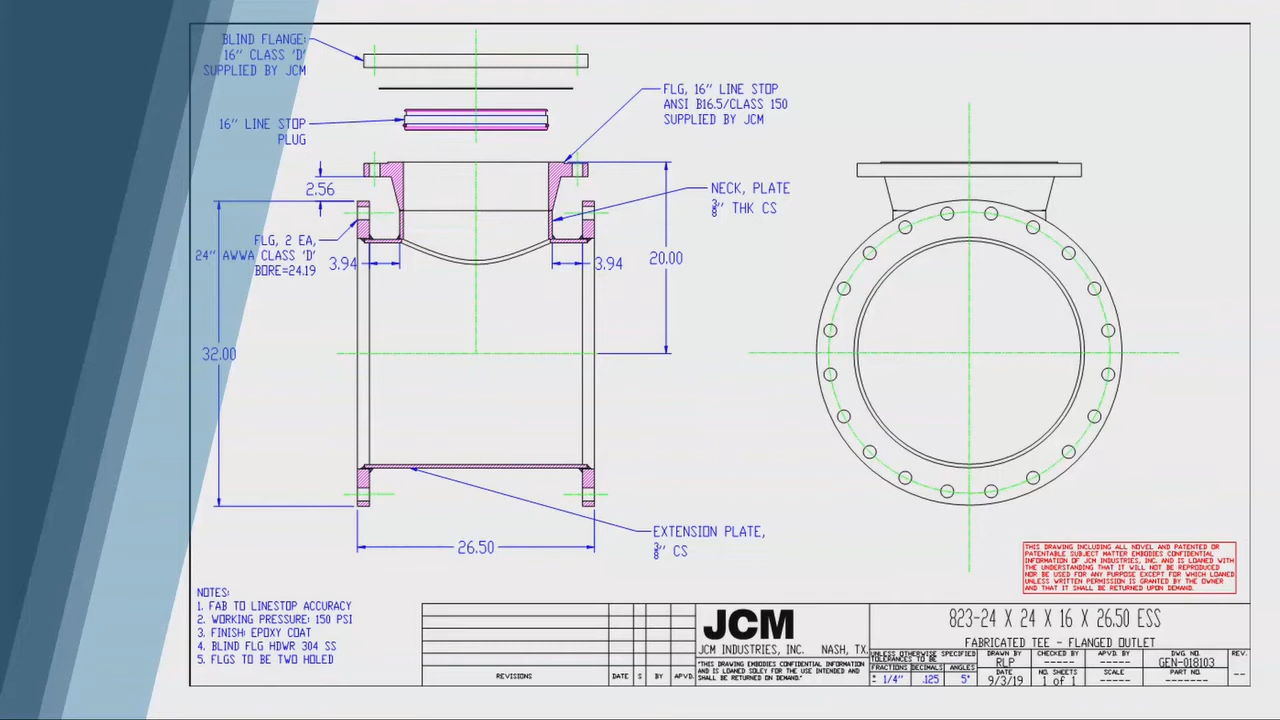 BLIND FLANGE:
16" CLASS 'D'
SUPPLIED BY JCM
16" LINE STOP
PLUG
FLG, 16" LINE STOP
ANSI B16.5/CLASS 150
SUPPLIED BY JCM
2.56
NECK, PLATE
3/8" THK CS
FLG, 2 EA,
24" AWWA CLASS 'D'
BORE=24.19
3.94
3.94
20.00
32.00
EXTENSION PLATE,
3/8" CS
26.50
NOTES:
1. FAB TO LINESTOP ACCURACY
2. WORKING PRESSURE: 150 PSI
3. FINISH: EPOXY COAT
4. BLIND FLG HDWR 304 SS
5. FLGS TO BE TWO HOLED
THIS DRAWING INCLUDING ALL NOVEL AND PATENTED OR
PATENTABLE SUBJECT MATTER EMBODIES CONFIDENTIAL
INFORMATION OF JCM INDUSTRIES, INC. AND IS LOANED WITH
THE UNDERSTANDING THAT IT WILL NOT BE REPRODUCED
NOR BE USED FOR ANY PURPOSE EXCEPT FOR WHICH LOANED
UNLESS WRITTEN PERMISSION IS GRANTED BY THE OWNER
AND THAT IT SHALL BE RETURNED UPON DEMAND.
REVISIONS
DATE S BY APV'D.
JCM
JCM INDUSTRIES, INC. NASH, TX.
"THIS DRAWING EMBODIES CONFIDENTIAL INFORMATION
AND IS LOANED SOLEY FOR THE USE INTENDED AND
SHALL BE RETURNED ON DEMAND."
823-24 X 24 X 16 X 26.50 ESS
FABRICATED TEE - FLANGED OUTLET
UNLESS OTHERWISE SPECIFIED
TOLERANCES TO BE
FRACTIONS DECIMALS ANGLES
± 1/4" .125 5°
DRAWN BY
RLP
DATE
9/3/19
CHECKED BY
-----
NO. SHEETS
1 of 1
APVD. BY
-----
SCALE
-----
DWG. NO.
GEN-018103
PART NO.
-------
REV.
--